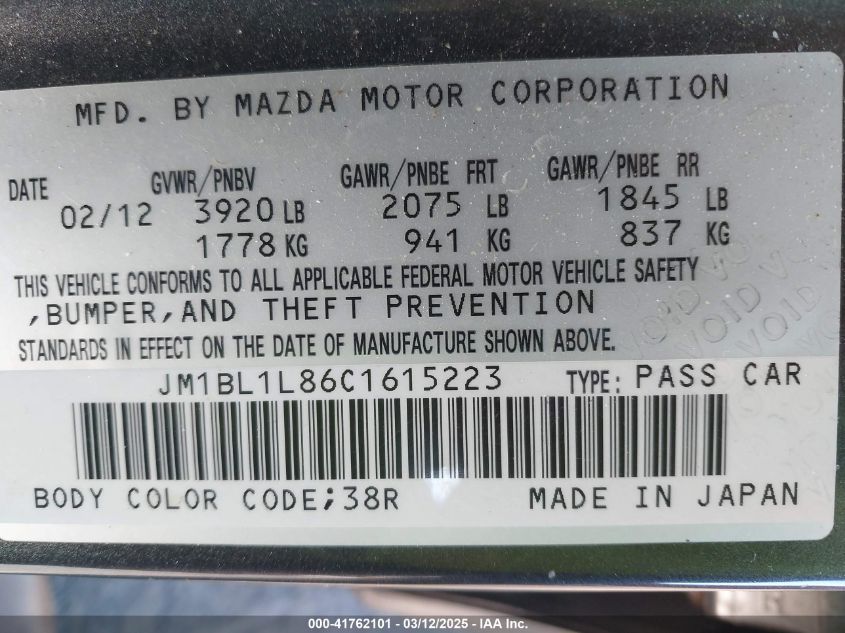 MFD. BY MAZDA MOTOR CORPORATION
DATE GVWR/PNBV GAWR/PNBE FRT GAWR/PNBE RR
02/12 3920 LB 2075 LB 1845 LB
1778 KG 941 KG 837 KG
THIS VEHICLE CONFORMS TO ALL APPLICABLE FEDERAL MOTOR VEHICLE SAFETY
,BUMPER,AND THEFT PREVENTION
STANDARDS IN EFFECT ON THE DATE OF MANUFACTURE SHOWN ABOVE.
JM1BL1L86C1615223 TYPE: PASS CAR
BODY COLOR CODE;38R MADE IN JAPAN
VOID VOID
000-41762101 - 03/12/2025 - IAA Inc.